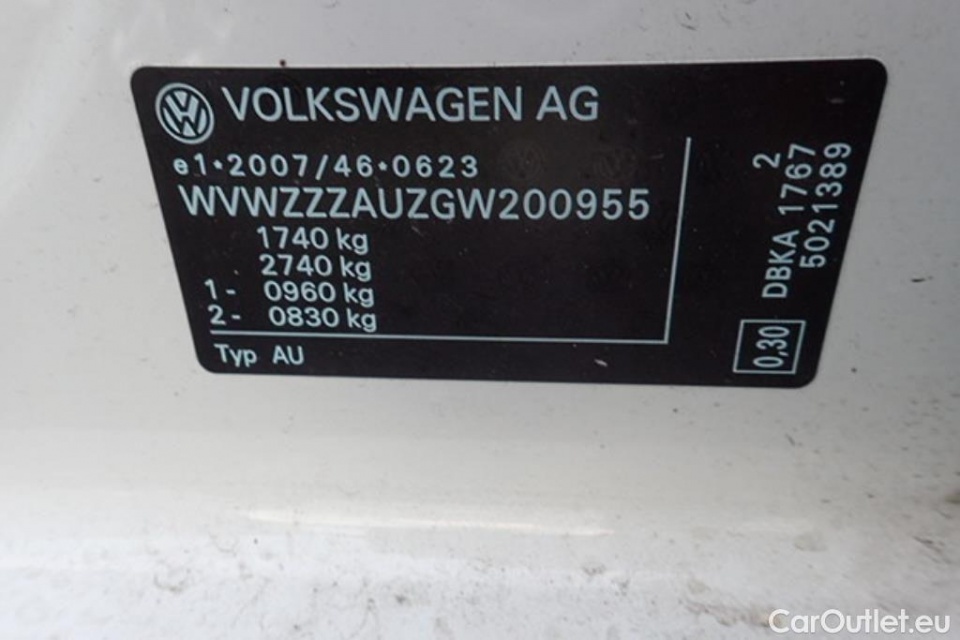 VOLKSWAGEN AG
e1*2007/46*0623
WVWZZZAUZGW200955
1740 kg
2740 kg
1- 0960 kg
2- 0830 kg
Typ AU
2
DBKA 1767
5021389
0,30
CarOutlet.eu